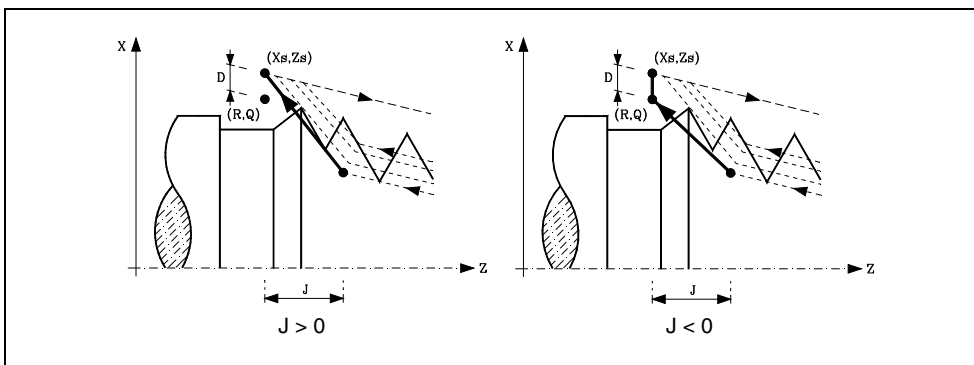 X
(Xs,Zs)
D
(R,Q)
Z
J
J > 0
X
(Xs,Zs)
D
(R,Q)
Z
J
J < 0